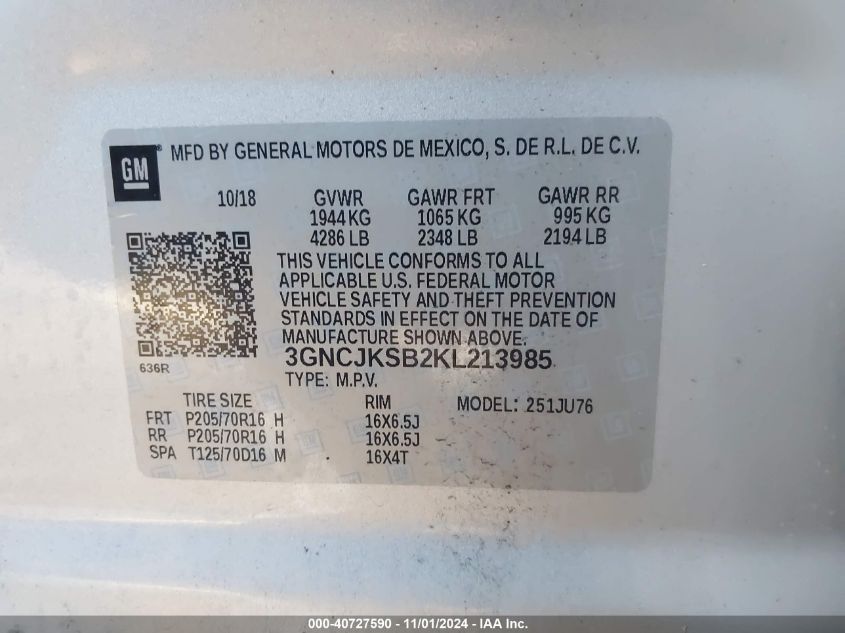 GM ® MFD BY GENERAL MOTORS DE MEXICO, S. DE R.L. DE C.V.
10/18 GVWR GAWR FRT GAWR RR
1944 KG 1065 KG 995 KG
4286 LB 2348 LB 2194 LB
THIS VEHICLE CONFORMS TO ALL
APPLICABLE U.S. FEDERAL MOTOR
VEHICLE SAFETY AND THEFT PREVENTION
STANDARDS IN EFFECT ON THE DATE OF
MANUFACTURE SHOWN ABOVE.
3GNCJKSB2KL213985
636R TYPE: M.P.V.
TIRE SIZE RIM MODEL: 251JU76
FRT P205/70R16 H 16X6.5J
RR P205/70R16 H 16X6.5J
SPA T125/70D16 M 16X4T
000-40727590 - 11/01/2024 - IAA Inc.